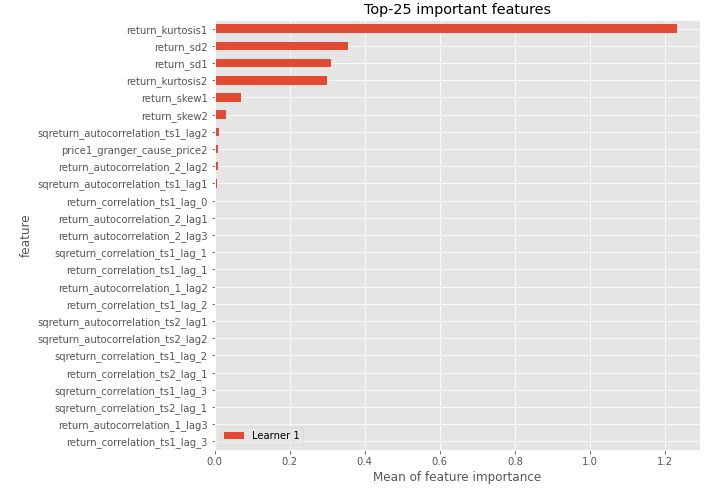 Top-25 important features
return_kurtosis1
return_sd2
return_sd1
return_kurtosis2
return_skew1
return_skew2
sqreturn_autocorrelation_ts1_lag2
price1_granger_cause_price2
return_autocorrelation_2_lag2
sqreturn_autocorrelation_ts1_lag1
return_correlation_ts1_lag_0
return_autocorrelation_2_lag1
return_autocorrelation_2_lag3
sqreturn_correlation_ts1_lag_1
return_correlation_ts1_lag_1
return_autocorrelation_1_lag2
return_correlation_ts1_lag_2
sqreturn_autocorrelation_ts2_lag1
sqreturn_autocorrelation_ts2_lag2
sqreturn_correlation_ts1_lag_2
return_correlation_ts2_lag_1
sqreturn_correlation_ts1_lag_3
sqreturn_correlation_ts2_lag_1
return_autocorrelation_1_lag3
return_correlation_ts1_lag_3
feature
Learner 1
0.0 0.2 0.4 0.6 0.8 1.0 1.2
Mean of feature importance